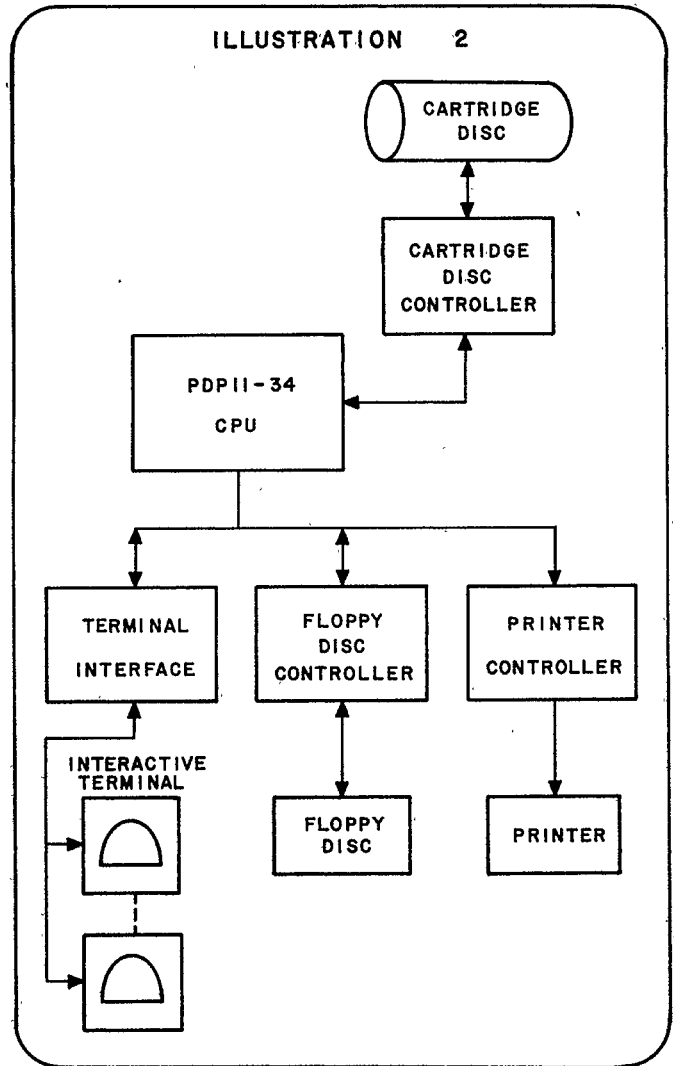 ILLUSTRATION 2
CARTRIDGE
DISC
CARTRIDGE
DISC
CONTROLLER
PDP11-34
CPU
TERMINAL
INTERFACE
FLOPPY
DISC
CONTROLLER
PRINTER
CONTROLLER
INTERACTIVE
TERMINAL
FLOPPY
DISC
PRINTER